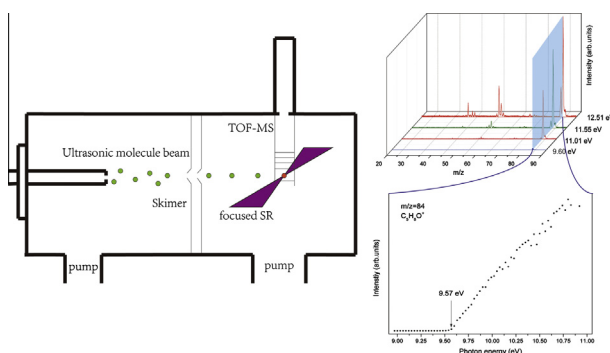 TOF-MS
Ultrasonic molecule beam
Skimer
focused SR
pump
pump
Intensity (arb.units)
12.51 eV
11.55 eV
11.01 eV
9.60 eV
20 30 40 50 60 70 80 90
m/z
m/z=84
C₅H₈O⁺
9.57 eV
Intensity (arb.units)
9.00 9.25 9.50 9.75 10.00 10.25 10.50 10.75 11.00
Photon energy (eV)